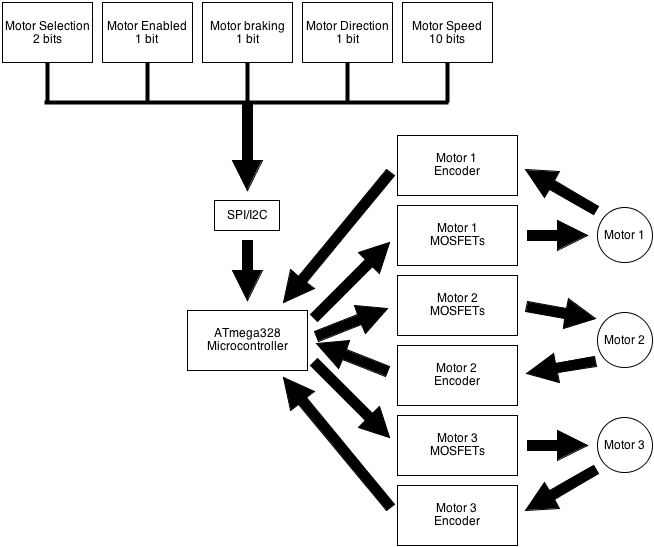 Motor Selection
2 bits
Motor Enabled
1 bit
Motor braking
1 bit
Motor Direction
1 bit
Motor Speed
10 bits
SPI/I2C
ATmega328
Microcontroller
Motor 1
Encoder
Motor 1
MOSFETs
Motor 1
Motor 2
MOSFETs
Motor 2
Motor 2
Encoder
Motor 3
MOSFETs
Motor 3
Motor 3
Encoder